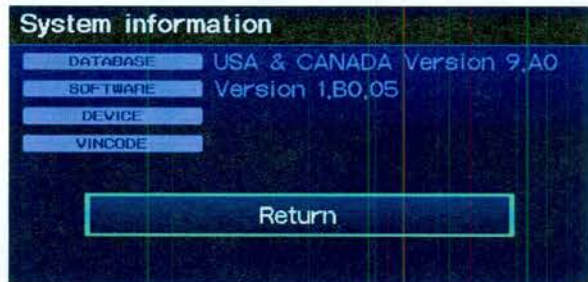 System information
DATABASE USA & CANADA Version 9.A0
SOFTWARE Version 1.B0.05
DEVICE
VINCODE
Return